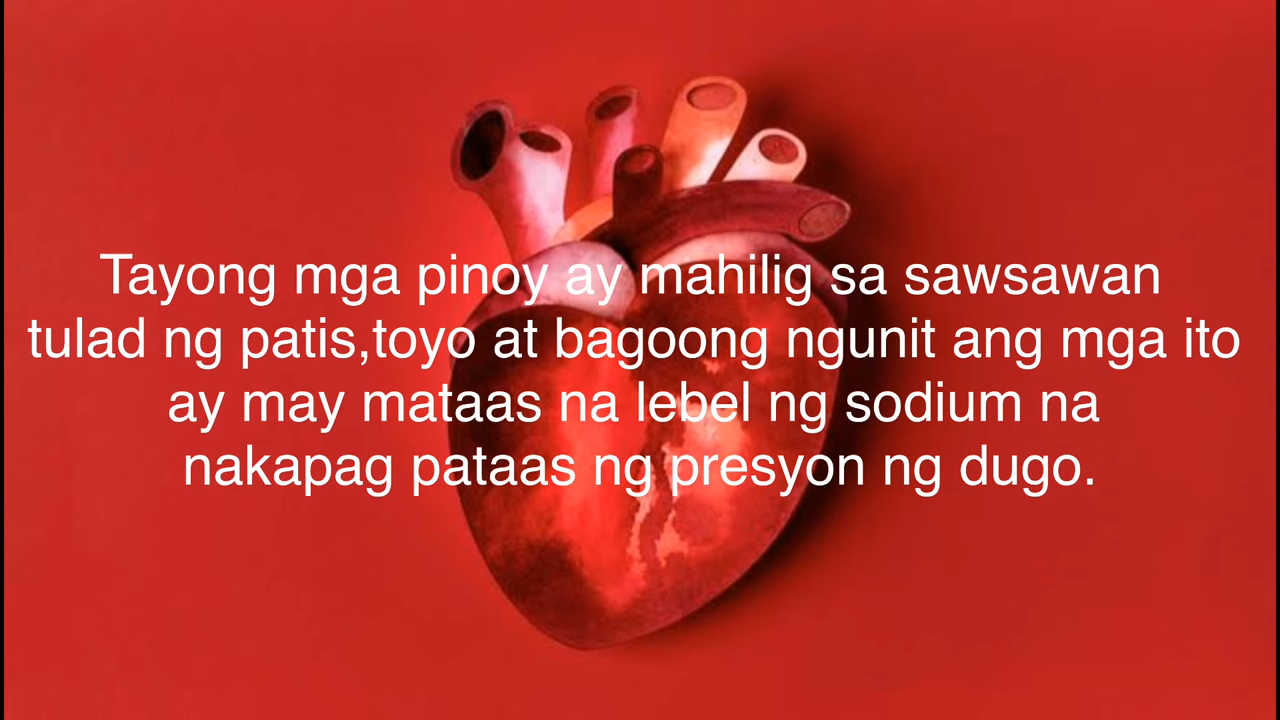 Tayong mga pinoy ay mahilig sa sawsawan
tulad ng patis,toyo at bagoong ngunit ang mga ito
ay may mataas na lebel ng sodium na
nakapag pataas ng presyon ng dugo.